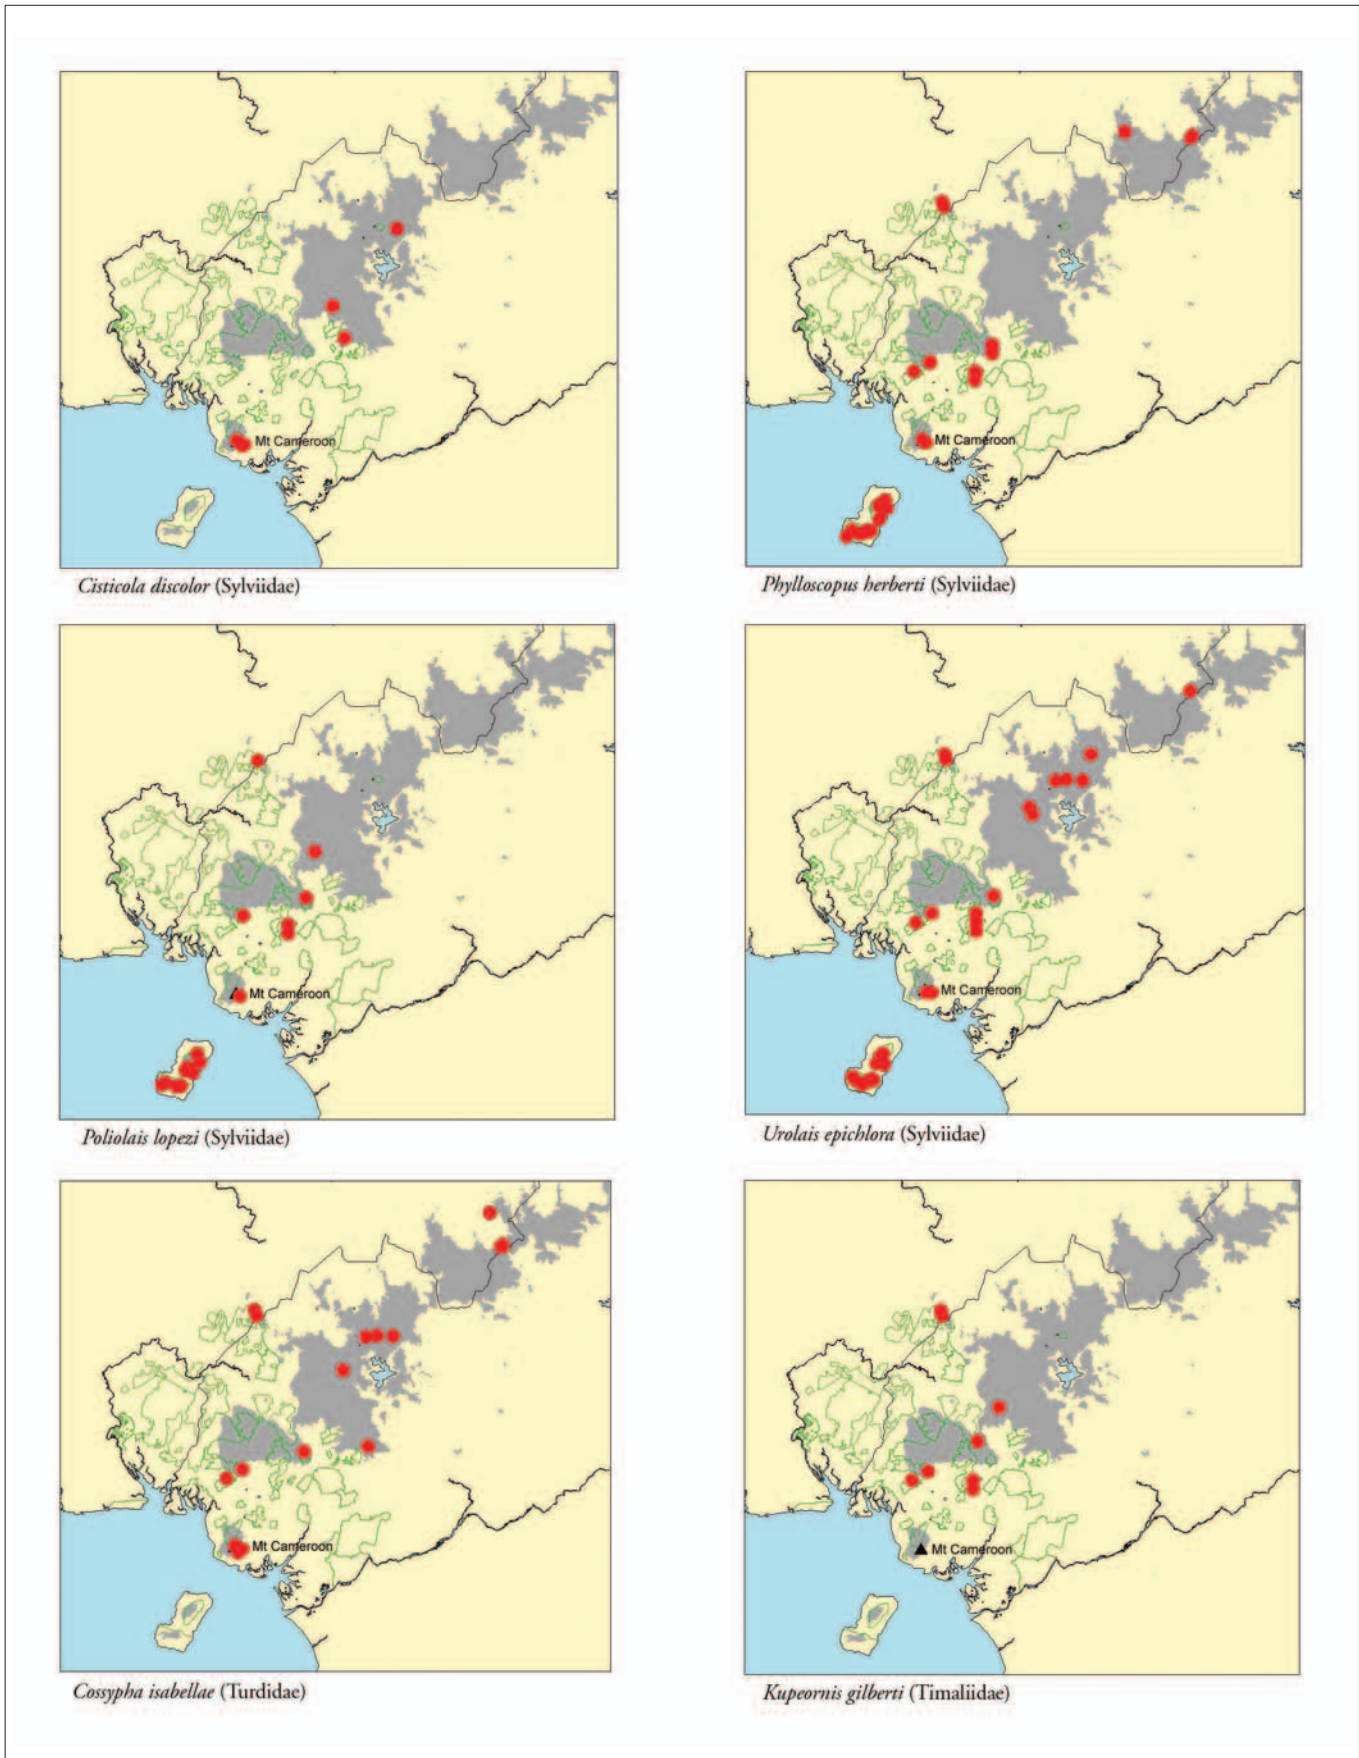 Mt Cameroon
Mt Cameroon
Cisticola discolor (Sylviidae)
Phylloscopus herberti (Sylviidae)
Mt Cameroon
Mt Cameroon
Poliolais lopezi (Sylviidae)
Urolais epichlora (Sylviidae)
Mt Cameroon
Mt Cameroon
Cossypha isabellae (Turdidae)
Kupeornis gilberti (Timaliidae)